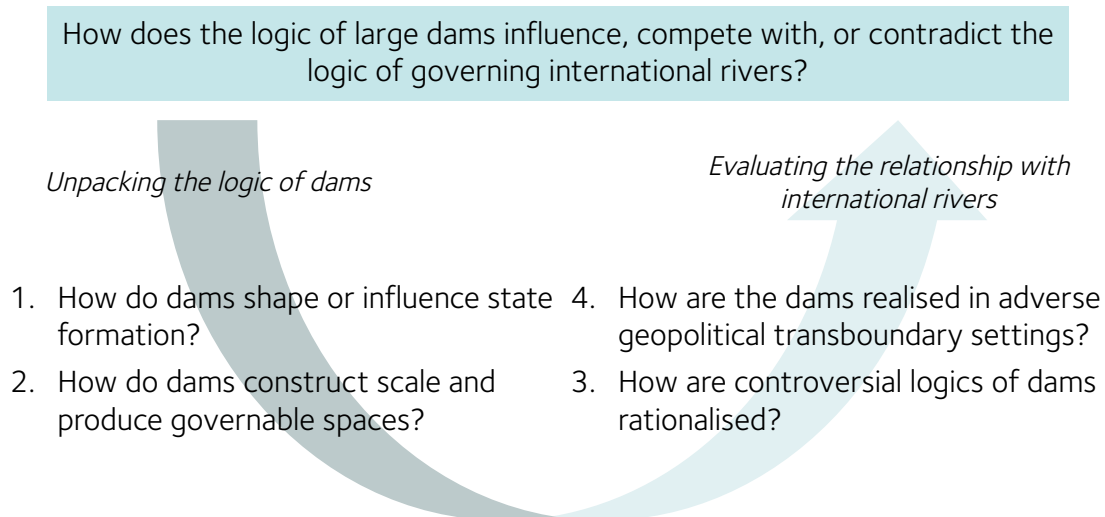 How does the logic of large dams influence, compete with, or contradict the
logic of governing international rivers?
Unpacking the logic of dams
Evaluating the relationship with
international rivers
1. How do dams shape or influence state
formation?
2. How do dams construct scale and
produce governable spaces?
4. How are the dams realised in adverse
geopolitical transboundary settings?
3. How are controversial logics of dams
rationalised?